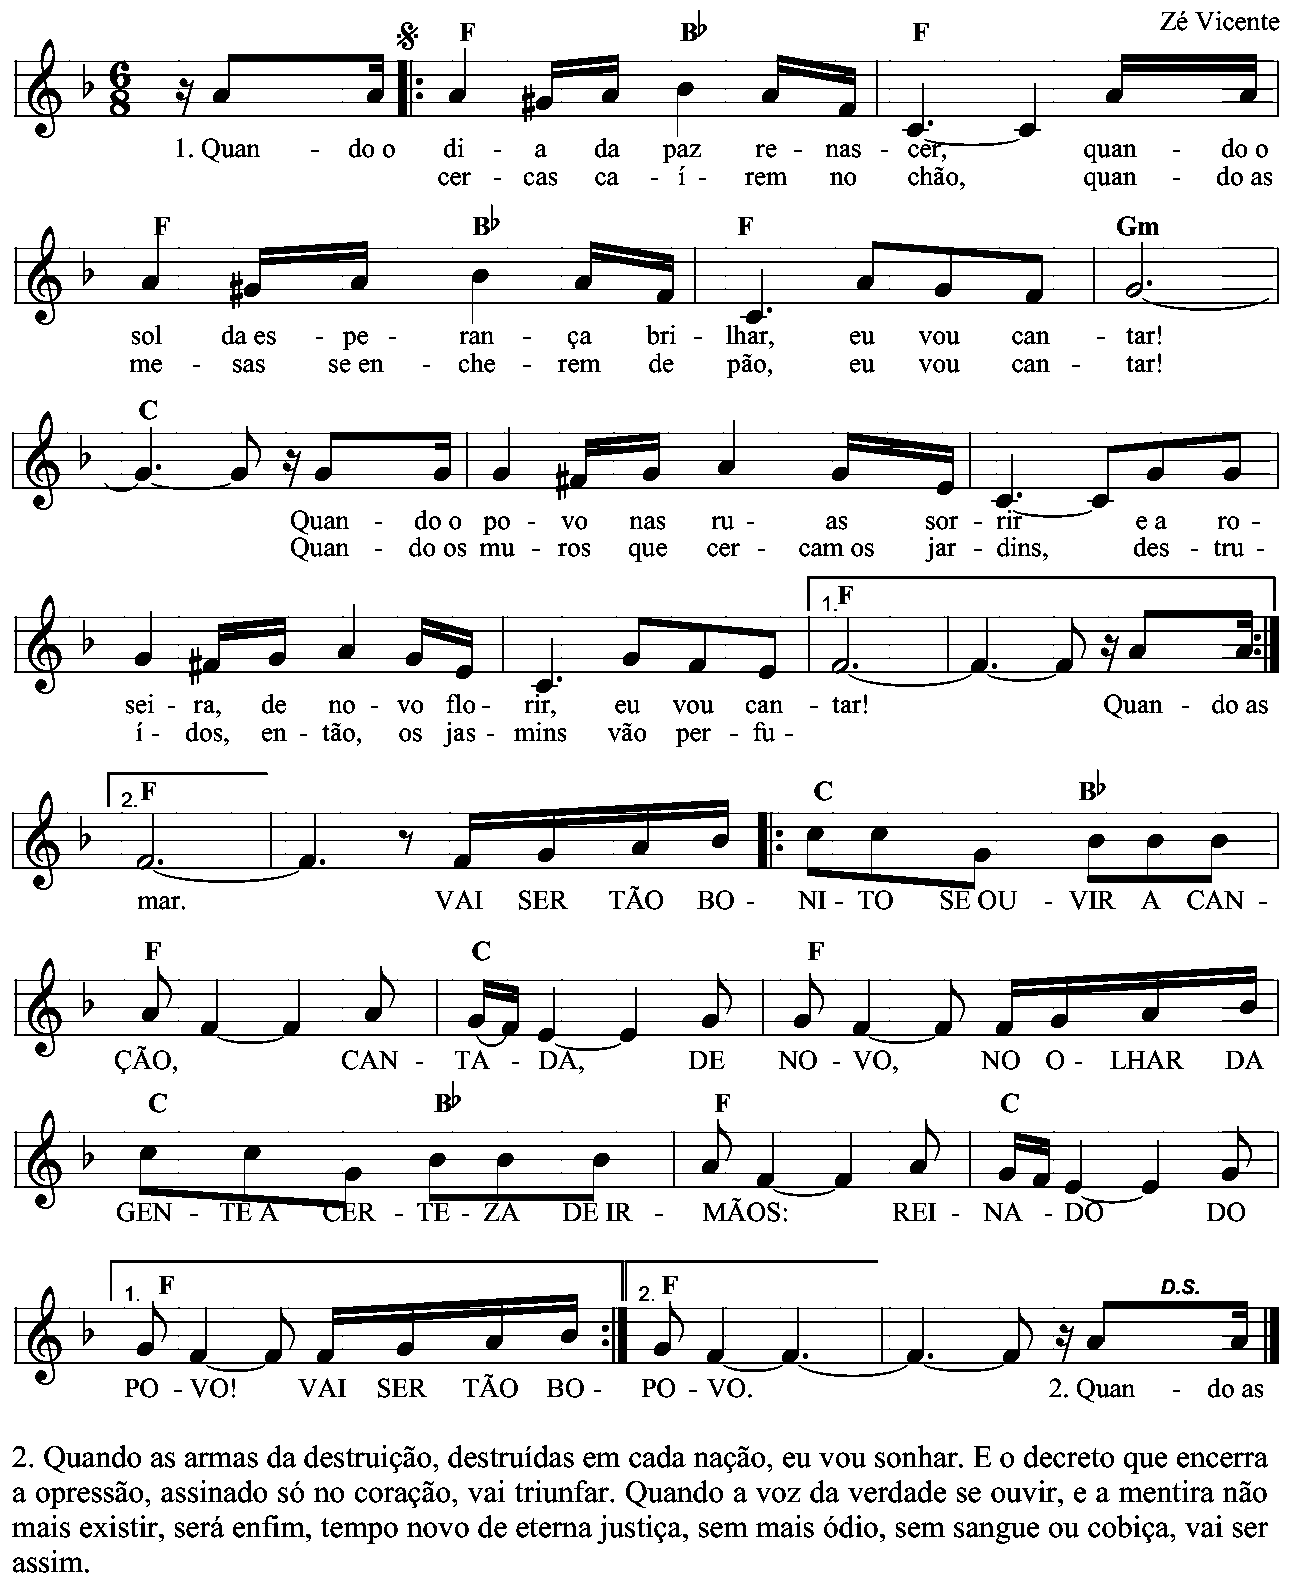 Zé Vicente
F B♭ F
6
8
1. Quan - do o di - a da paz re - nas - cer, quan - do o
cer - cas ca - í - rem no chão, quan - do as
F B♭ F Gm
sol da es - pe - ran - ça bri - lhar, eu vou can - tar!
me - sas se en - che - rem de pão, eu vou can - tar!
C
Quan - do o po - vo nas ru - as sor - rir e a ro -
Quan - do os mu - ros que cer - cam os jar - dins, des - tru -
1. F
sei - ra, de no - vo flo - rir, eu vou can - tar! Quan - do as
í - dos, en - tão, os jas - mins vão per - fu -
2. F C B♭
mar. VAI SER TÃO BO - NI - TO SE OU - VIR A CAN -
F C F
ÇÃO, CAN - TA - DA, DE NO - VO, NO O - LHAR DA
C B♭ F C
GEN - TE A CER - TE - ZA DE IR - MÃOS: REI - NA - DO DO
1. F 2. F D.S.
PO - VO! VAI SER TÃO BO - PO - VO. 2. Quan - do as
2. Quando as armas da destruição, destruídas em cada nação, eu vou sonhar. E o decreto que encerra
a opressão, assinado só no coração, vai triunfar. Quando a voz da verdade se ouvir, e a mentira não
mais existir, será enfim, tempo novo de eterna justiça, sem mais ódio, sem sangue ou cobiça, vai ser
assim.